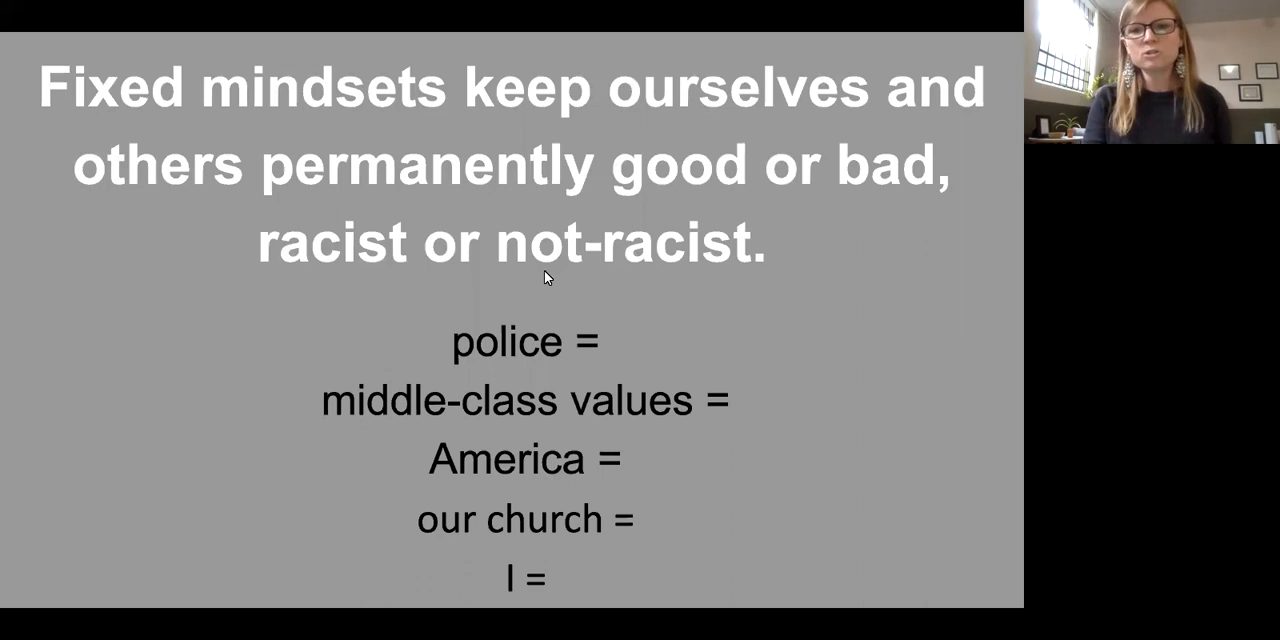 Fixed mindsets keep ourselves and
others permanently good or bad,
racist or not-racist.
police =
middle-class values =
America =
our church =
I =